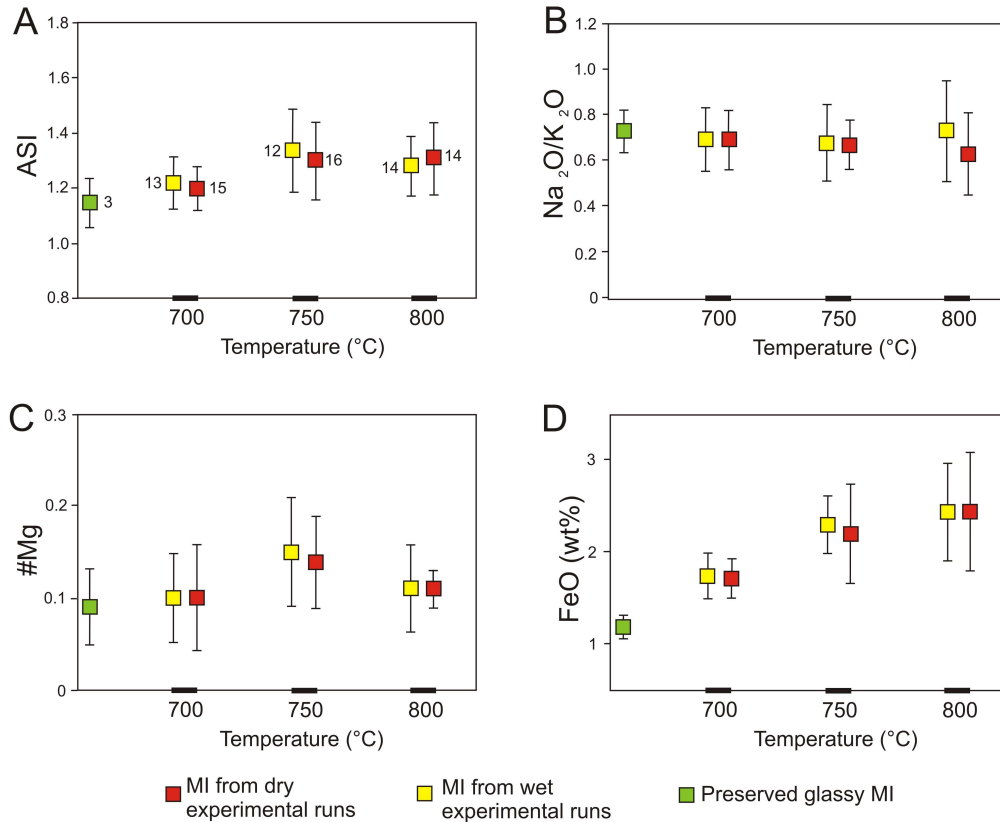 A
1.8
1.6
1.4
1.2
1.0
0.8
ASI
3
13
15
12
16
14
14
700
750
800
Temperature (°C)
B
1.2
1.0
0.8
0.6
0.4
0.2
0
Na₂O/K₂O
700
750
800
Temperature (°C)
C
0.3
0.2
0.1
0
#Mg
700
750
800
Temperature (°C)
D
3
2
1
FeO (wt%)
700
750
800
Temperature (°C)
MI from dry
experimental runs
MI from wet
experimental runs
Preserved glassy MI